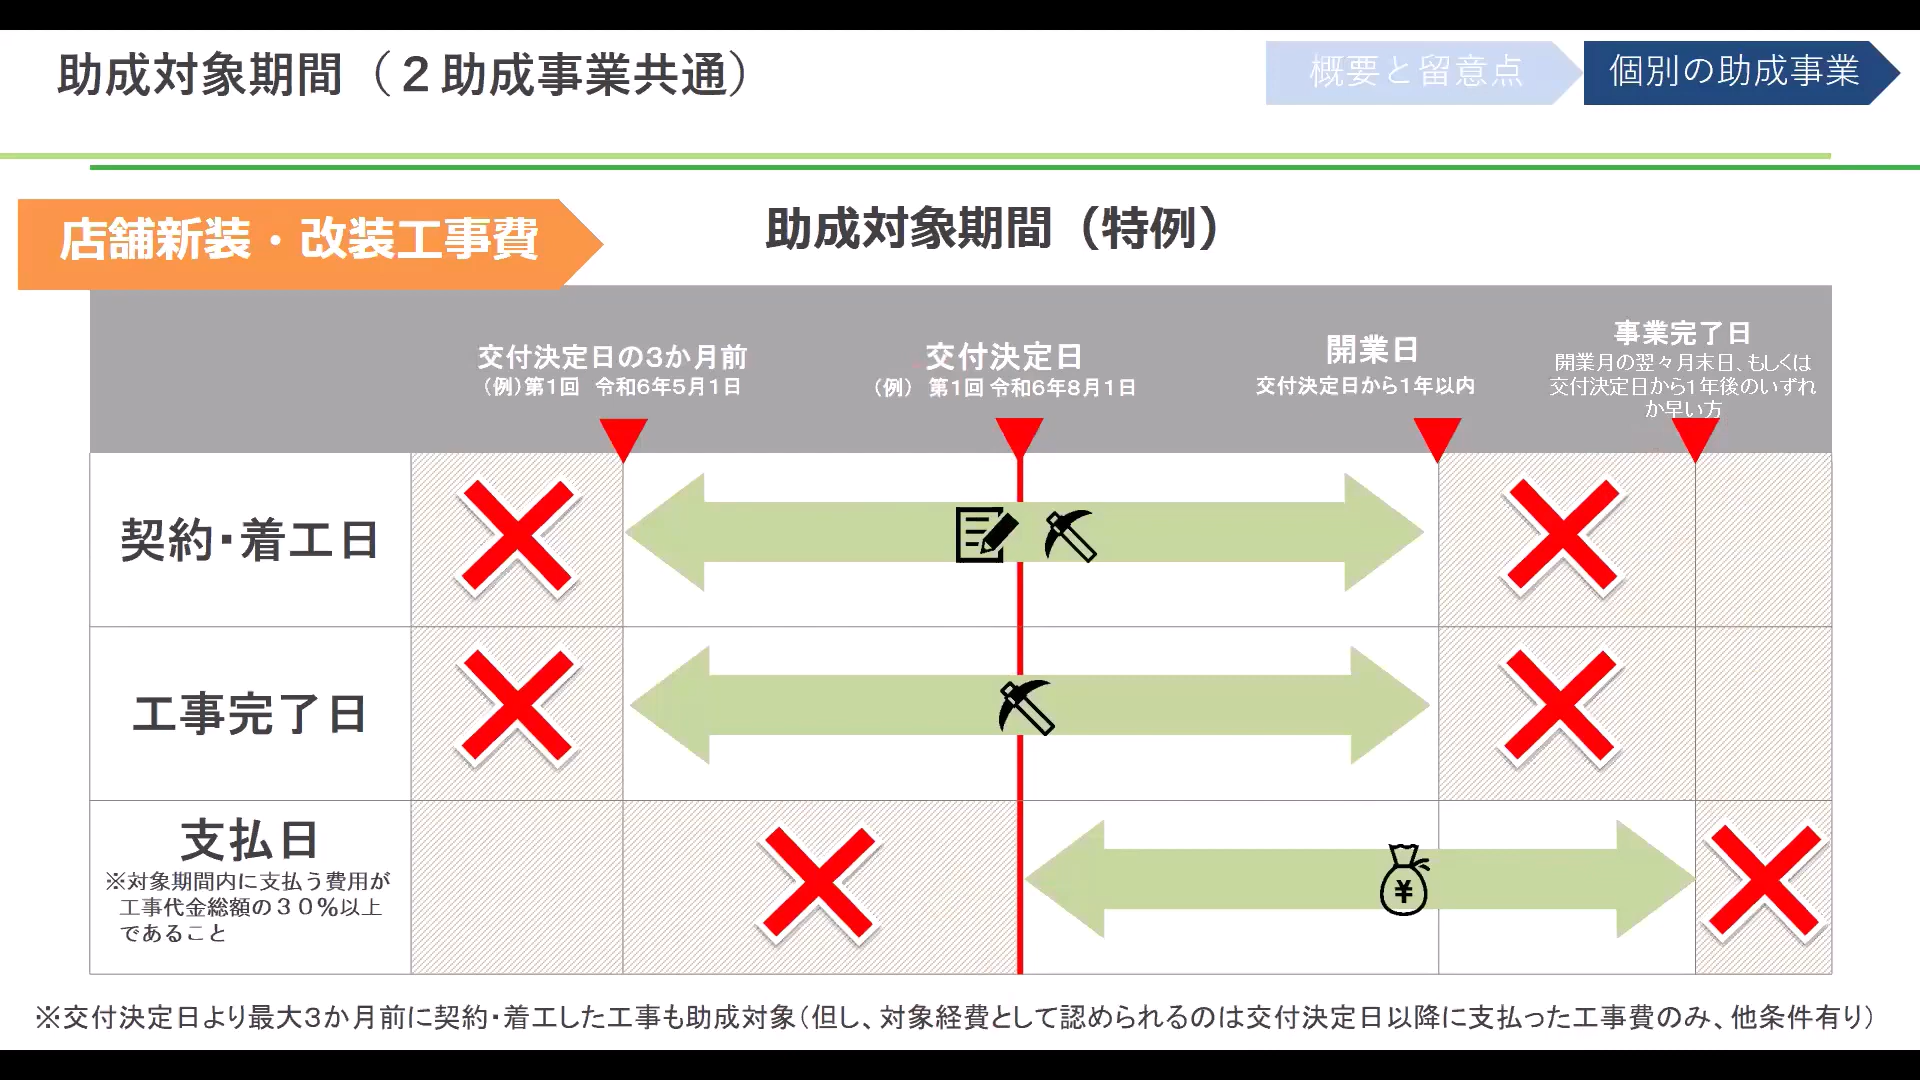 助成対象期間（２助成事業共通）
概要と留意点
個別の助成事業
店舗新装・改装工事費
助成対象期間（特例）
交付決定日の3か月前
（例）第1回　令和6年5月1日
交付決定日
（例）　第1回 令和6年8月1日
開業日
交付決定日から1年以内
事業完了日
開業月の翌々月末日、もしくは
交付決定日から1年後のいずれ
か早い方
契約・着工日
工事完了日
支払日
※対象期間内に支払う費用が
工事代金総額の３０％以上
であること
¥
※交付決定日より最大3か月前に契約・着工した工事も助成対象（但し、対象経費として認められるのは交付決定日以降に支払った工事費のみ、他条件有り）